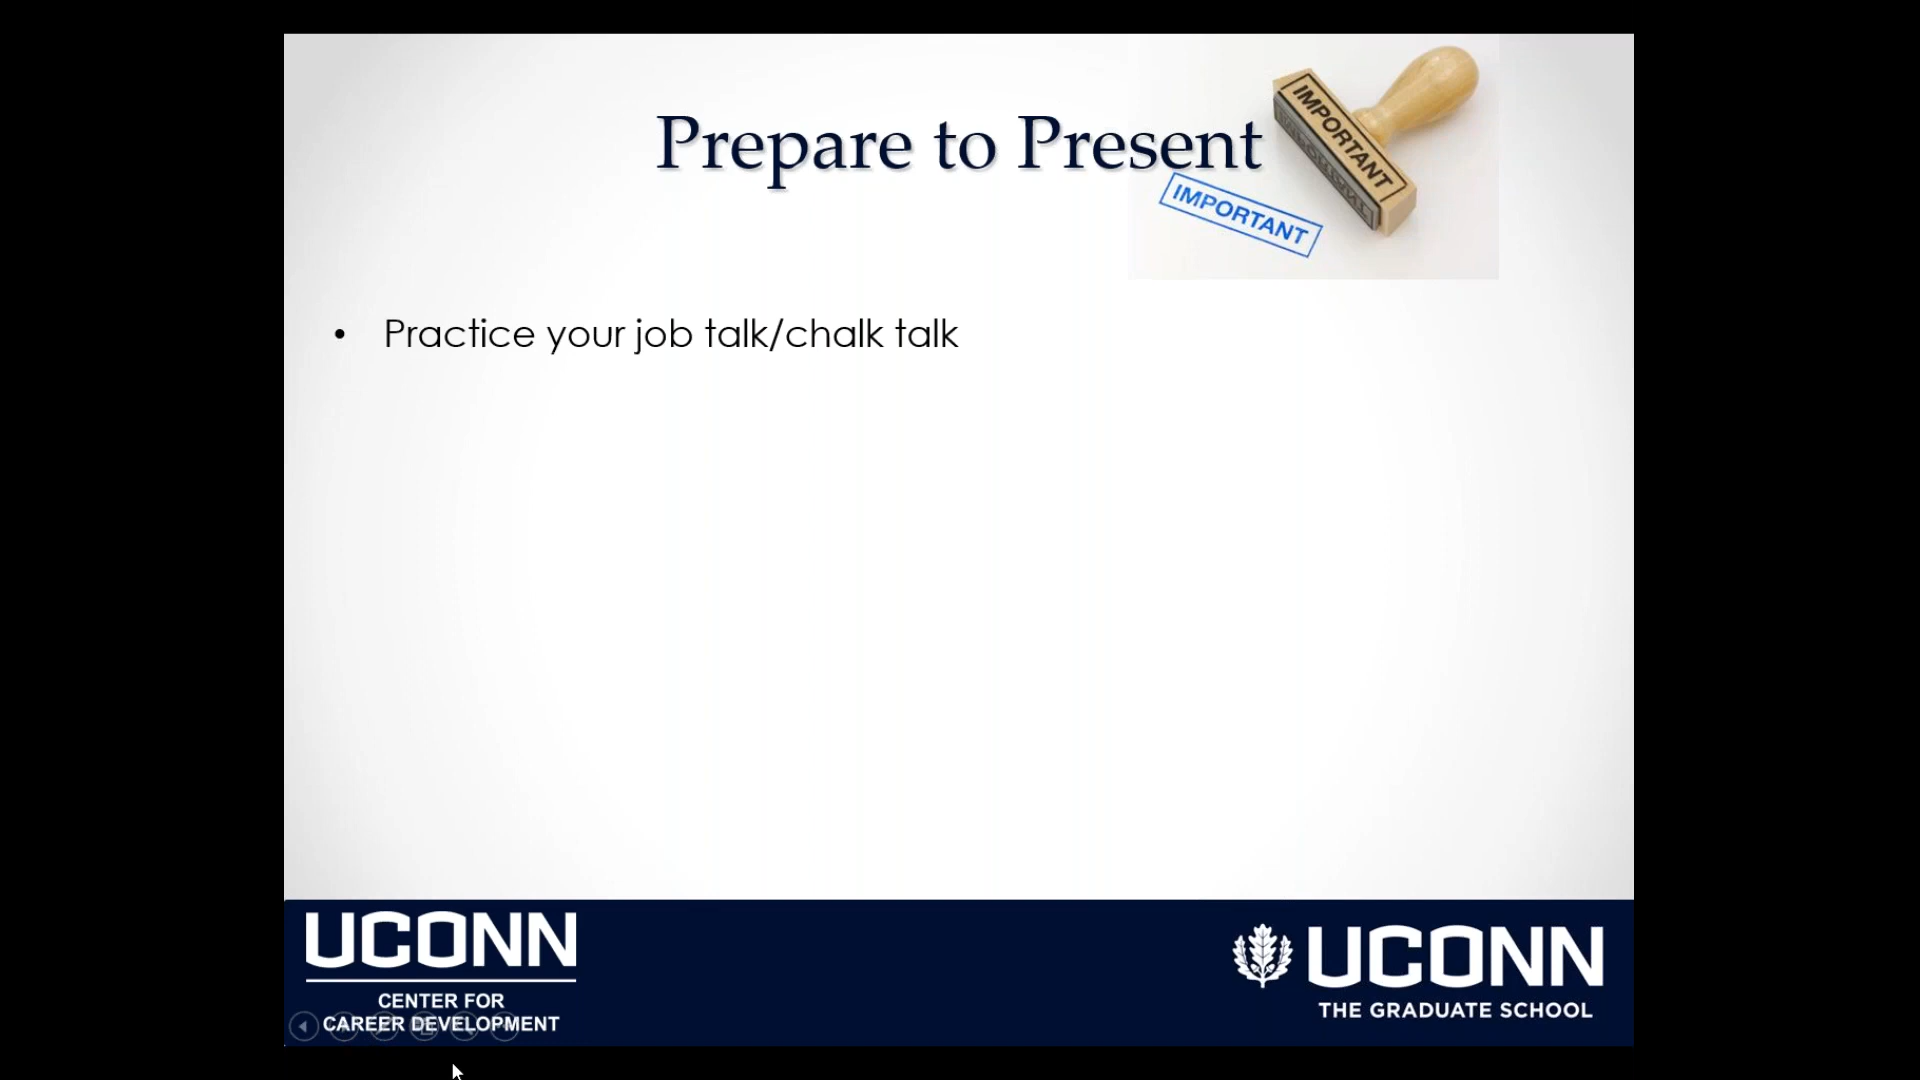 Prepare to Present
IMPORTANT
IMPORTANT
• Practice your job talk/chalk talk
UCONN
CENTER FOR
CAREER DEVELOPMENT
UCONN
THE GRADUATE SCHOOL